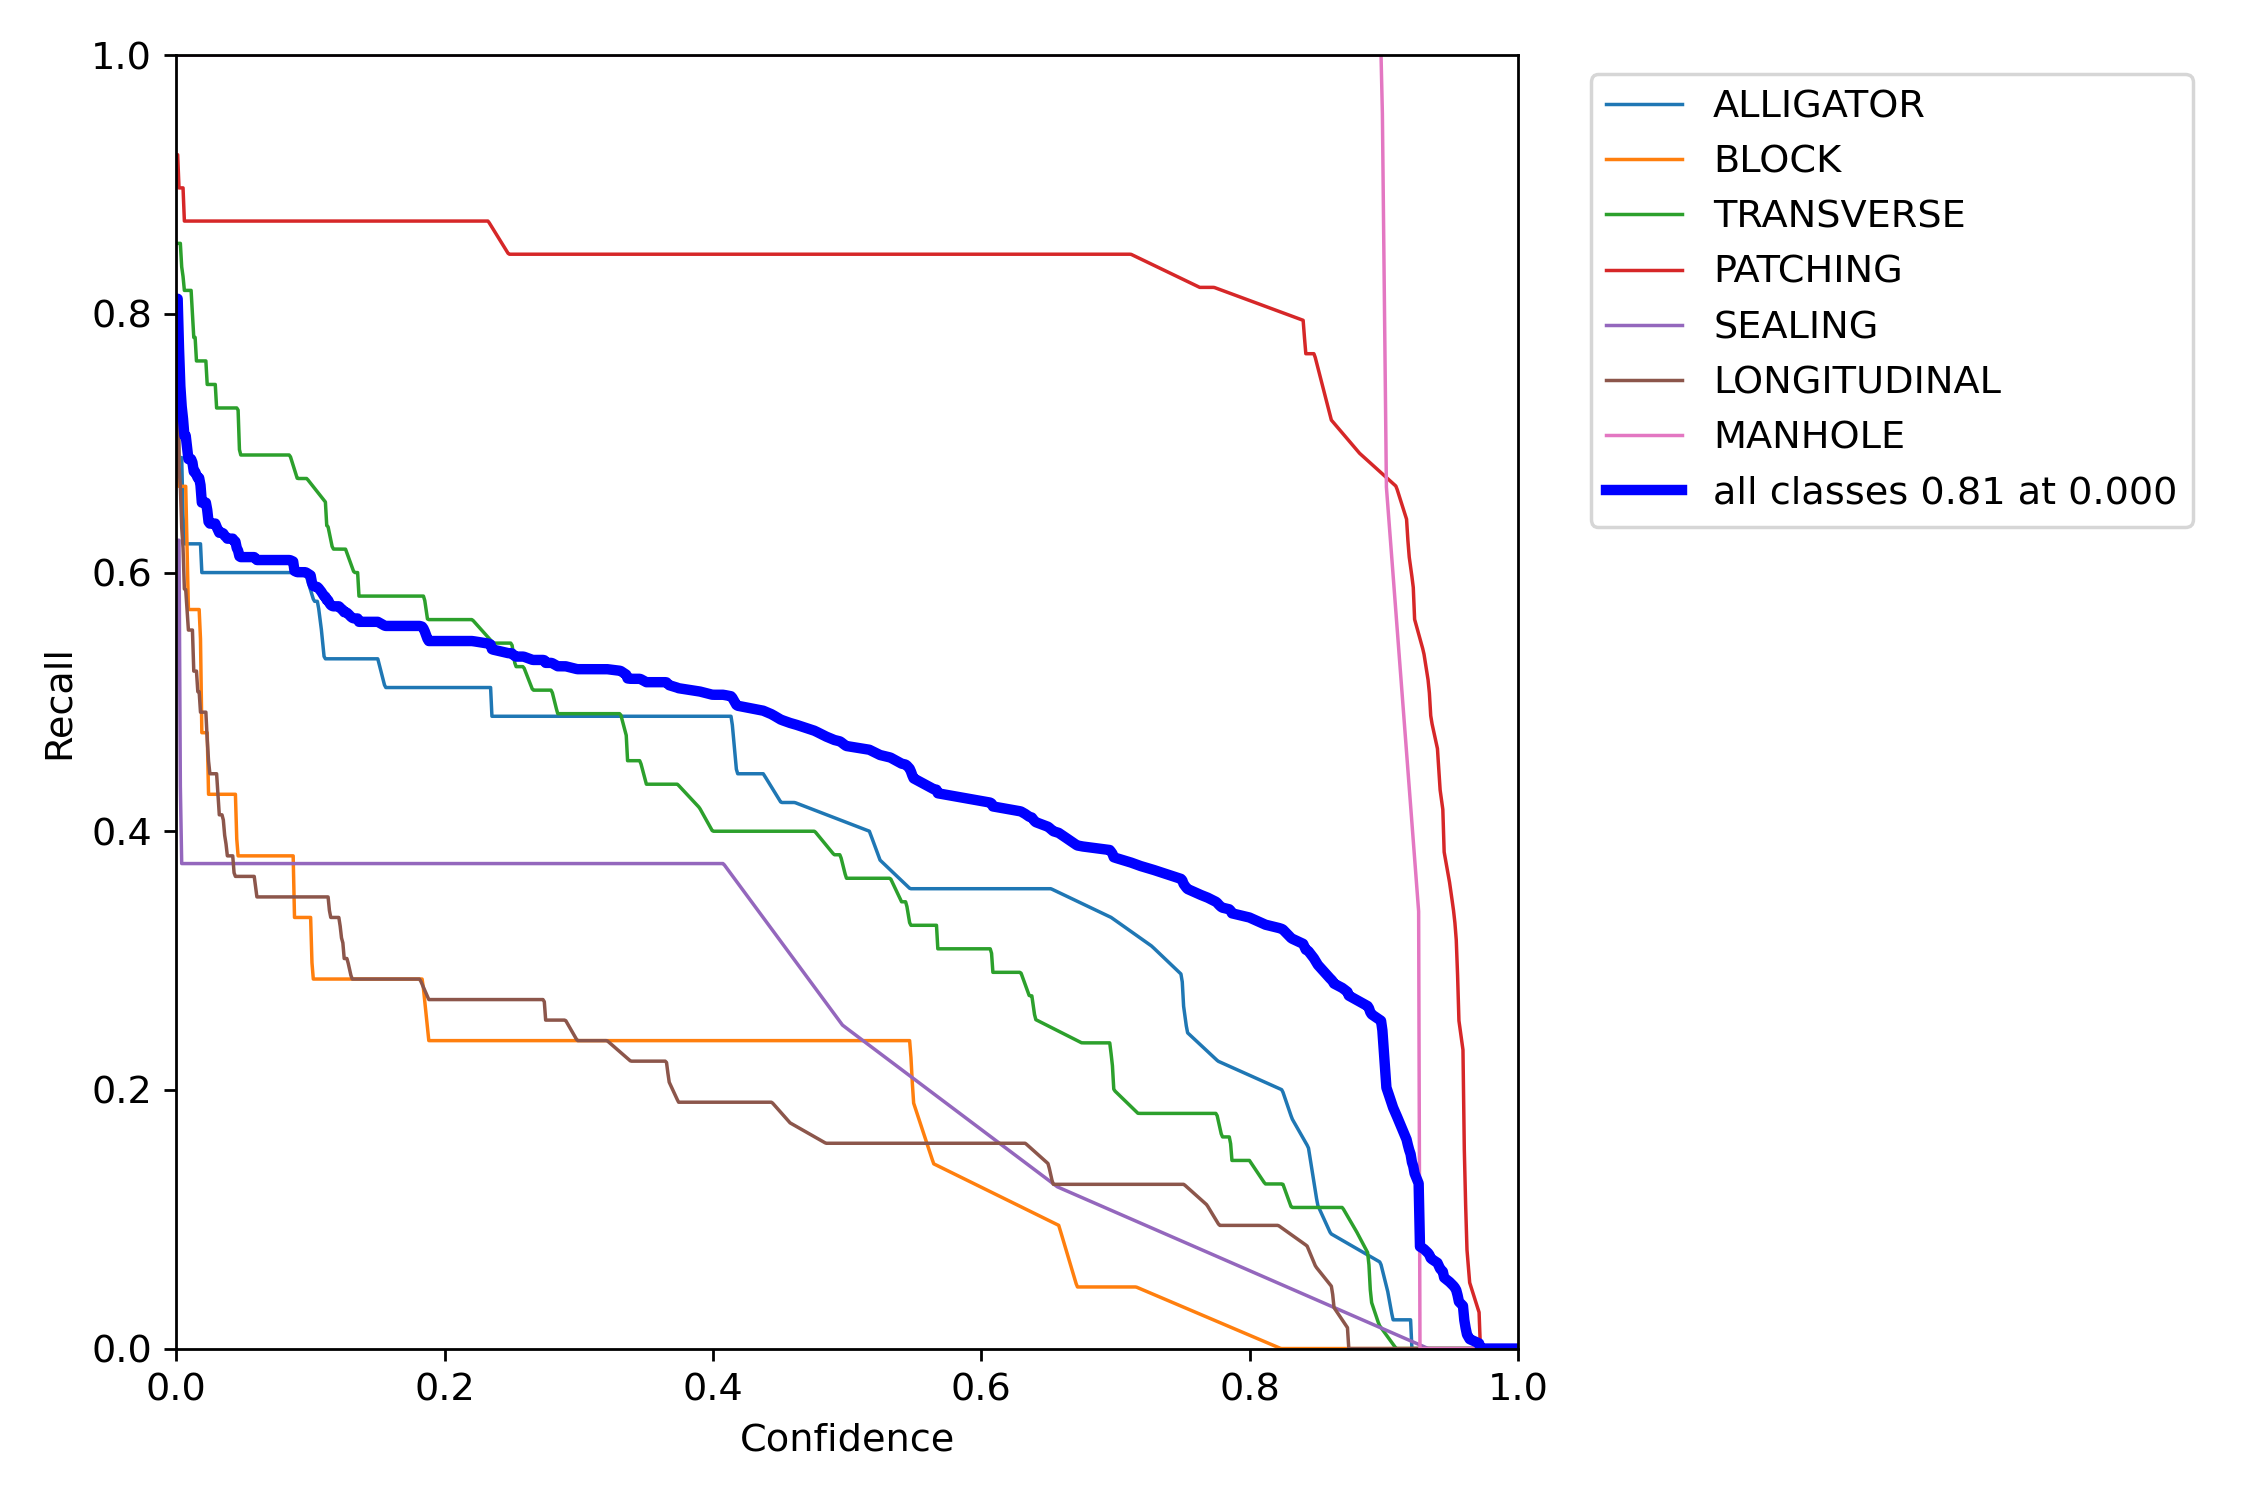 1.0
0.8
0.6
0.4
0.2
0.0
Recall
0.0 0.2 0.4 0.6 0.8 1.0
Confidence
ALLIGATOR
BLOCK
TRANSVERSE
PATCHING
SEALING
LONGITUDINAL
MANHOLE
all classes 0.81 at 0.000